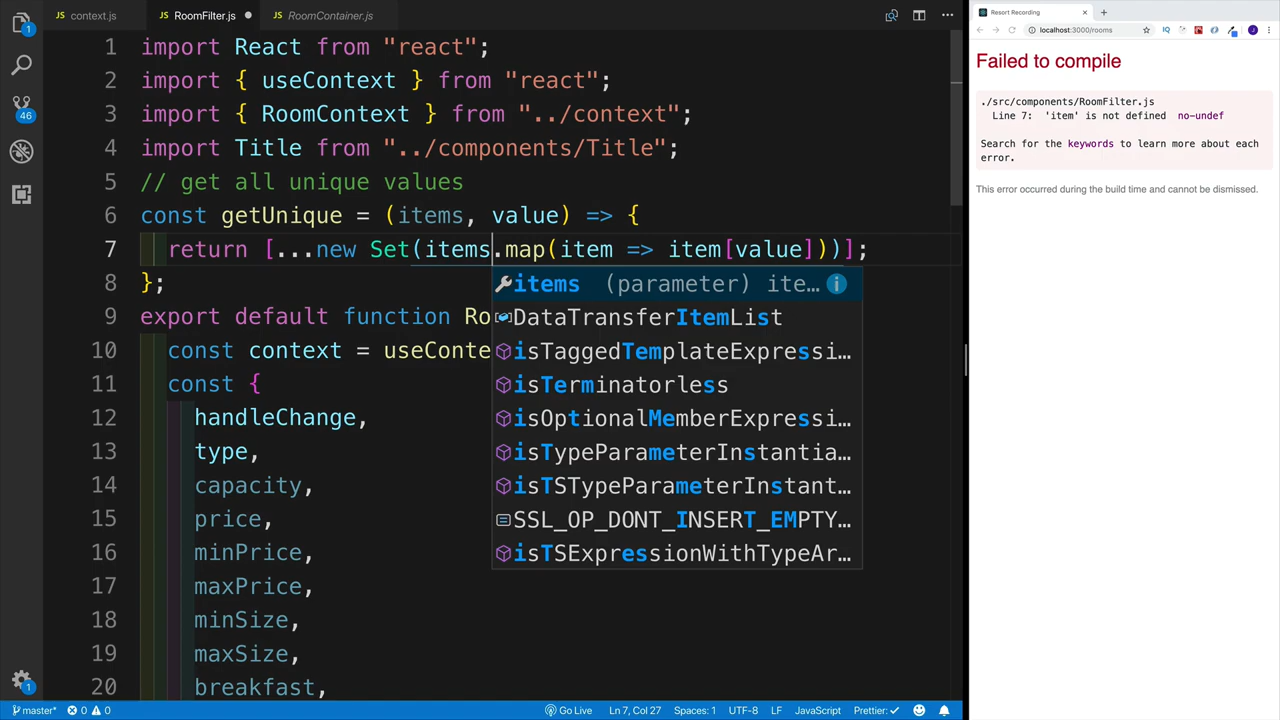 JS context.js
JS RoomFilter.js
JS RoomContainer.js
1 import React from "react";
2 import { useContext } from "react";
3 import { RoomContext } from "../context";
4 import Title from "../components/Title";
5 // get all unique values
6 const getUnique = (items, value) => {
7 return [...new Set(items.map(item => item[value]))];
8 };
9 export default function Ro
10 const context = useConte
11 const {
12 handleChange,
13 type,
14 capacity,
15 price,
16 minPrice,
17 maxPrice,
18 minSize,
19 maxSize,
20 breakfast,
items (parameter) ite…
DataTransferItemList
isTaggedTemplateExpressi…
isTerminatorless
isOptionalMemberExpressi…
isTypeParameterInstantia…
isTSTypeParameterInstant…
SSL_OP_DONT_INSERT_EMPTY…
isTSExpressionWithTypeAr…
1
46
1
master* 0 0 Go Live Ln 7, Col 27 Spaces: 1 UTF-8 LF JavaScript Prettier: ✓
Resort Recording
localhost:3000/rooms
IQ
J
Failed to compile
./src/components/RoomFilter.js
Line 7: 'item' is not defined no-undef
Search for the keywords to learn more about each
error.
This error occurred during the build time and cannot be dismissed.